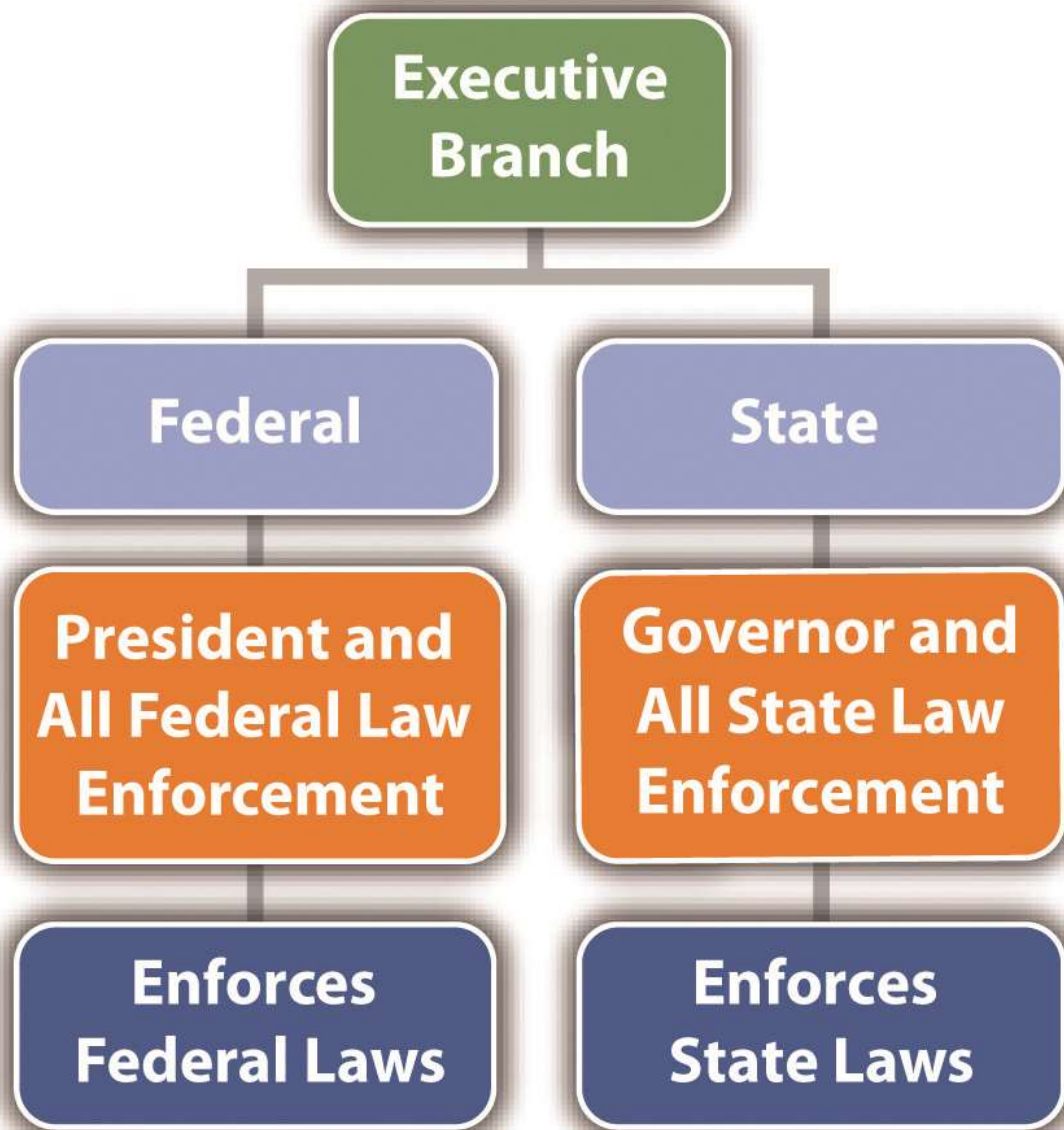 Executive
Branch
Federal
State
President and
All Federal Law
Enforcement
Governor and
All State Law
Enforcement
Enforces
Federal Laws
Enforces
State Laws